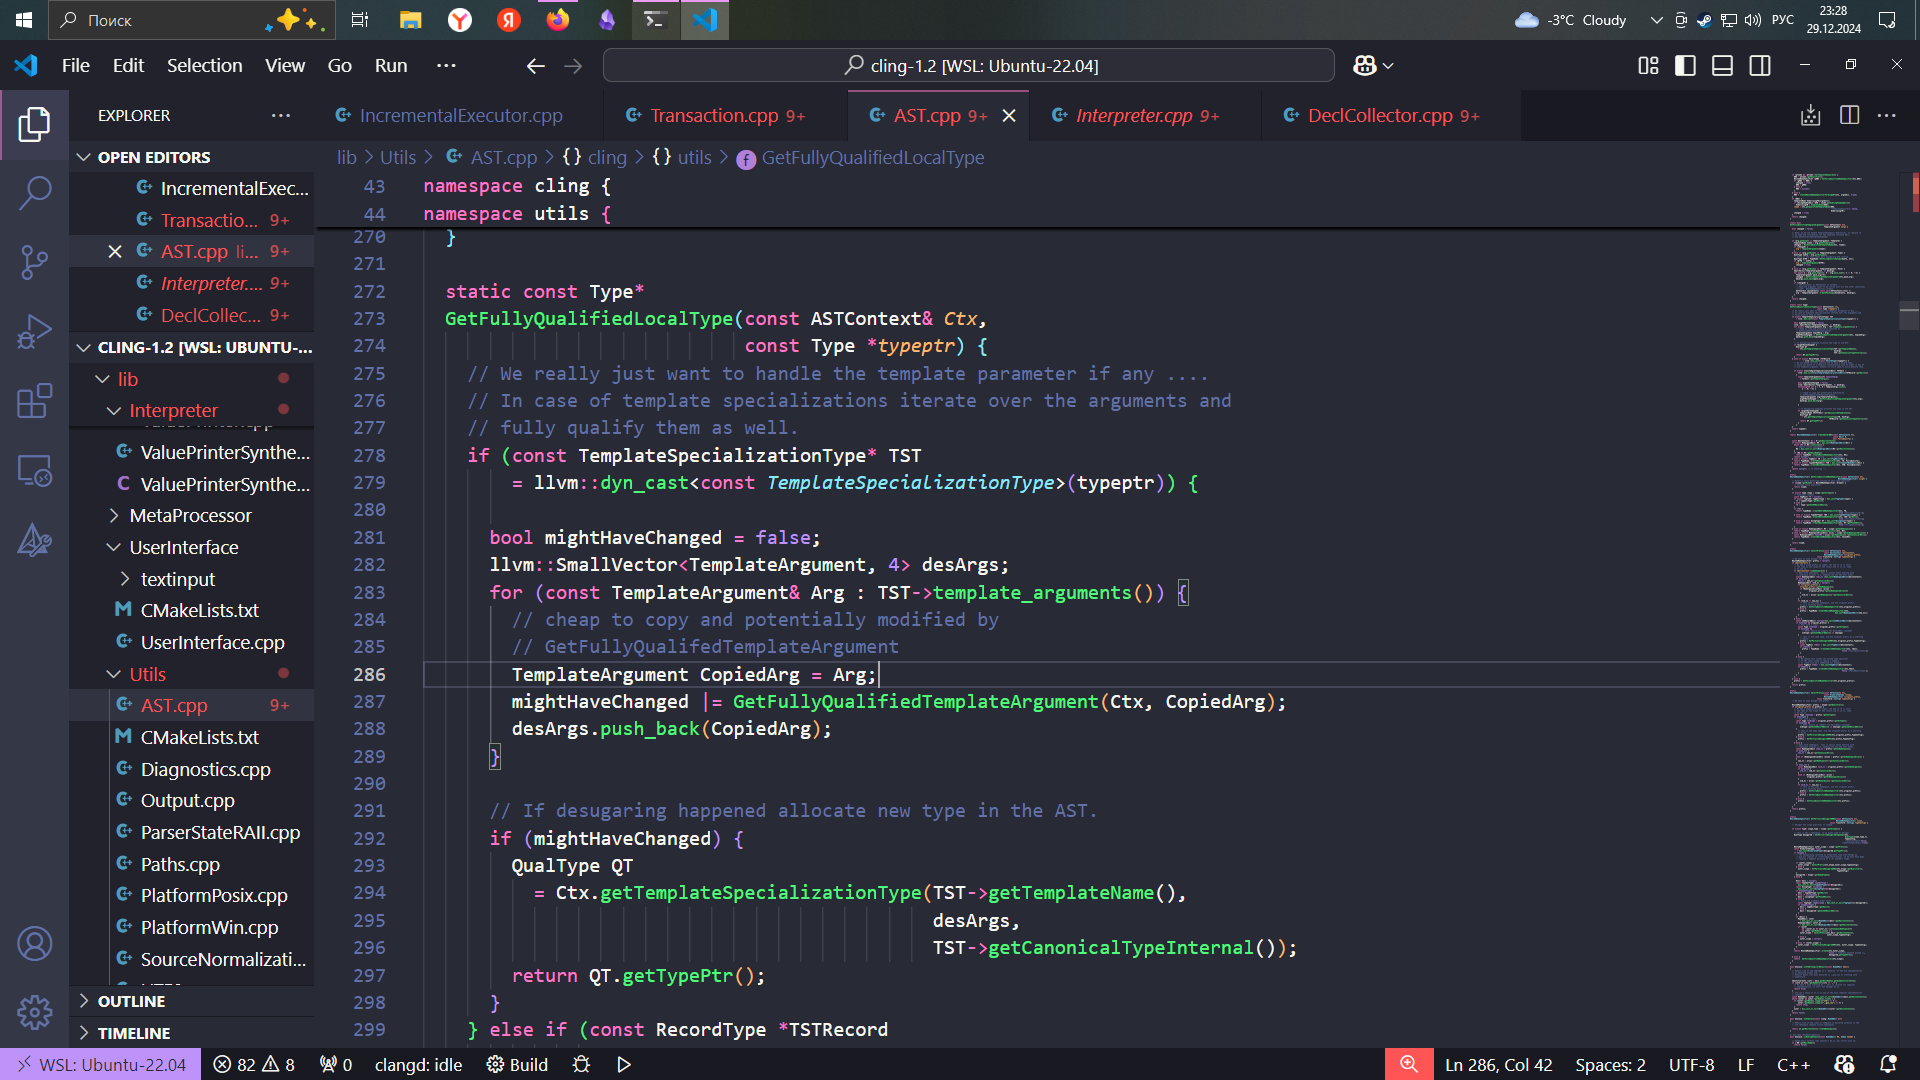 Поиск
-3°C Cloudy
РУС
23:28
29.12.2024
File Edit Selection View Go Run ···
cling-1.2 [WSL: Ubuntu-22.04]
EXPLORER ···
IncrementalExecutor.cpp
Transaction.cpp 9+
AST.cpp 9+
Interpreter.cpp 9+
DeclCollector.cpp 9+
OPEN EDITORS
IncrementalExec...
Transactio... 9+
AST.cpp li... 9+
Interpreter.... 9+
DeclCollec... 9+
CLING-1.2 [WSL: UBUNTU-...
lib
Interpreter
ValuePrinterSynthe...
C ValuePrinterSynthe...
MetaProcessor
UserInterface
textinput
CMakeLists.txt
UserInterface.cpp
Utils
AST.cpp 9+
CMakeLists.txt
Diagnostics.cpp
Output.cpp
ParserStateRAII.cpp
Paths.cpp
PlatformPosix.cpp
PlatformWin.cpp
SourceNormalizati...
OUTLINE
TIMELINE
lib > Utils > AST.cpp > {} cling > {} utils > GetFullyQualifiedLocalType
43 namespace cling {
44 namespace utils {
270 }
271
272 static const Type*
273 GetFullyQualifiedLocalType(const ASTContext& Ctx,
274 const Type *typeptr) {
275 // We really just want to handle the template parameter if any ....
276 // In case of template specializations iterate over the arguments and
277 // fully qualify them as well.
278 if (const TemplateSpecializationType* TST
279 = llvm::dyn_cast<const TemplateSpecializationType>(typeptr)) {
280
281 bool mightHaveChanged = false;
282 llvm::SmallVector<TemplateArgument, 4> desArgs;
283 for (const TemplateArgument& Arg : TST->template_arguments()) {
284 // cheap to copy and potentially modified by
285 // GetFullyQualifedTemplateArgument
286 TemplateArgument CopiedArg = Arg;
287 mightHaveChanged |= GetFullyQualifiedTemplateArgument(Ctx, CopiedArg);
288 desArgs.push_back(CopiedArg);
289 }
290
291 // If desugaring happened allocate new type in the AST.
292 if (mightHaveChanged) {
293 QualType QT
294 = Ctx.getTemplateSpecializationType(TST->getTemplateName(),
295 desArgs,
296 TST->getCanonicalTypeInternal());
297 return QT.getTypePtr();
298 }
299 } else if (const RecordType *TSTRecord
WSL: Ubuntu-22.04 82 8 0 clangd: idle Build
Ln 286, Col 42 Spaces: 2 UTF-8 LF C++